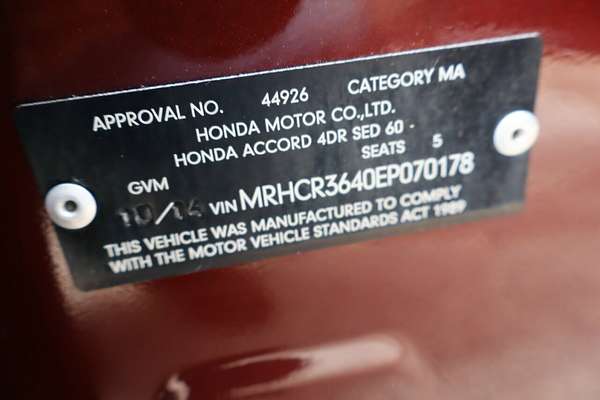 APPROVAL NO. 44926 CATEGORY MA
HONDA MOTOR CO.,LTD.
HONDA ACCORD 4DR SED 60
SEATS 5
GVM
10/14 VIN MRHCR3640EP070178
THIS VEHICLE WAS MANUFACTURED TO COMPLY
WITH THE MOTOR VEHICLE STANDARDS ACT 1989